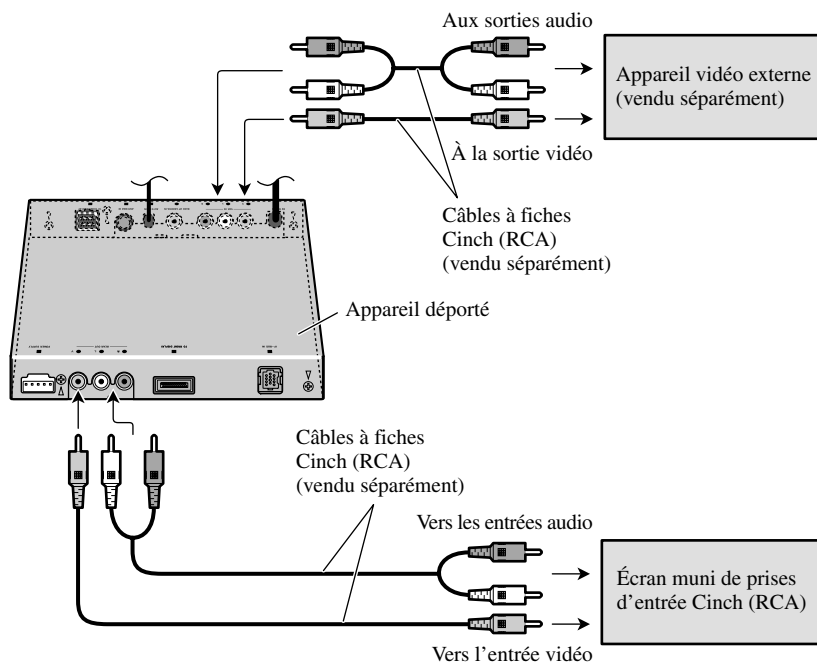 Aux sorties audio
Appareil vidéo externe
(vendu séparément)
À la sortie vidéo
Câbles à fiches
Cinch (RCA)
(vendu séparément)
Appareil déporté
Câbles à fiches
Cinch (RCA)
(vendu séparément)
Vers les entrées audio
Écran muni de prises
d’entrée Cinch (RCA)
Vers l’entrée vidéo